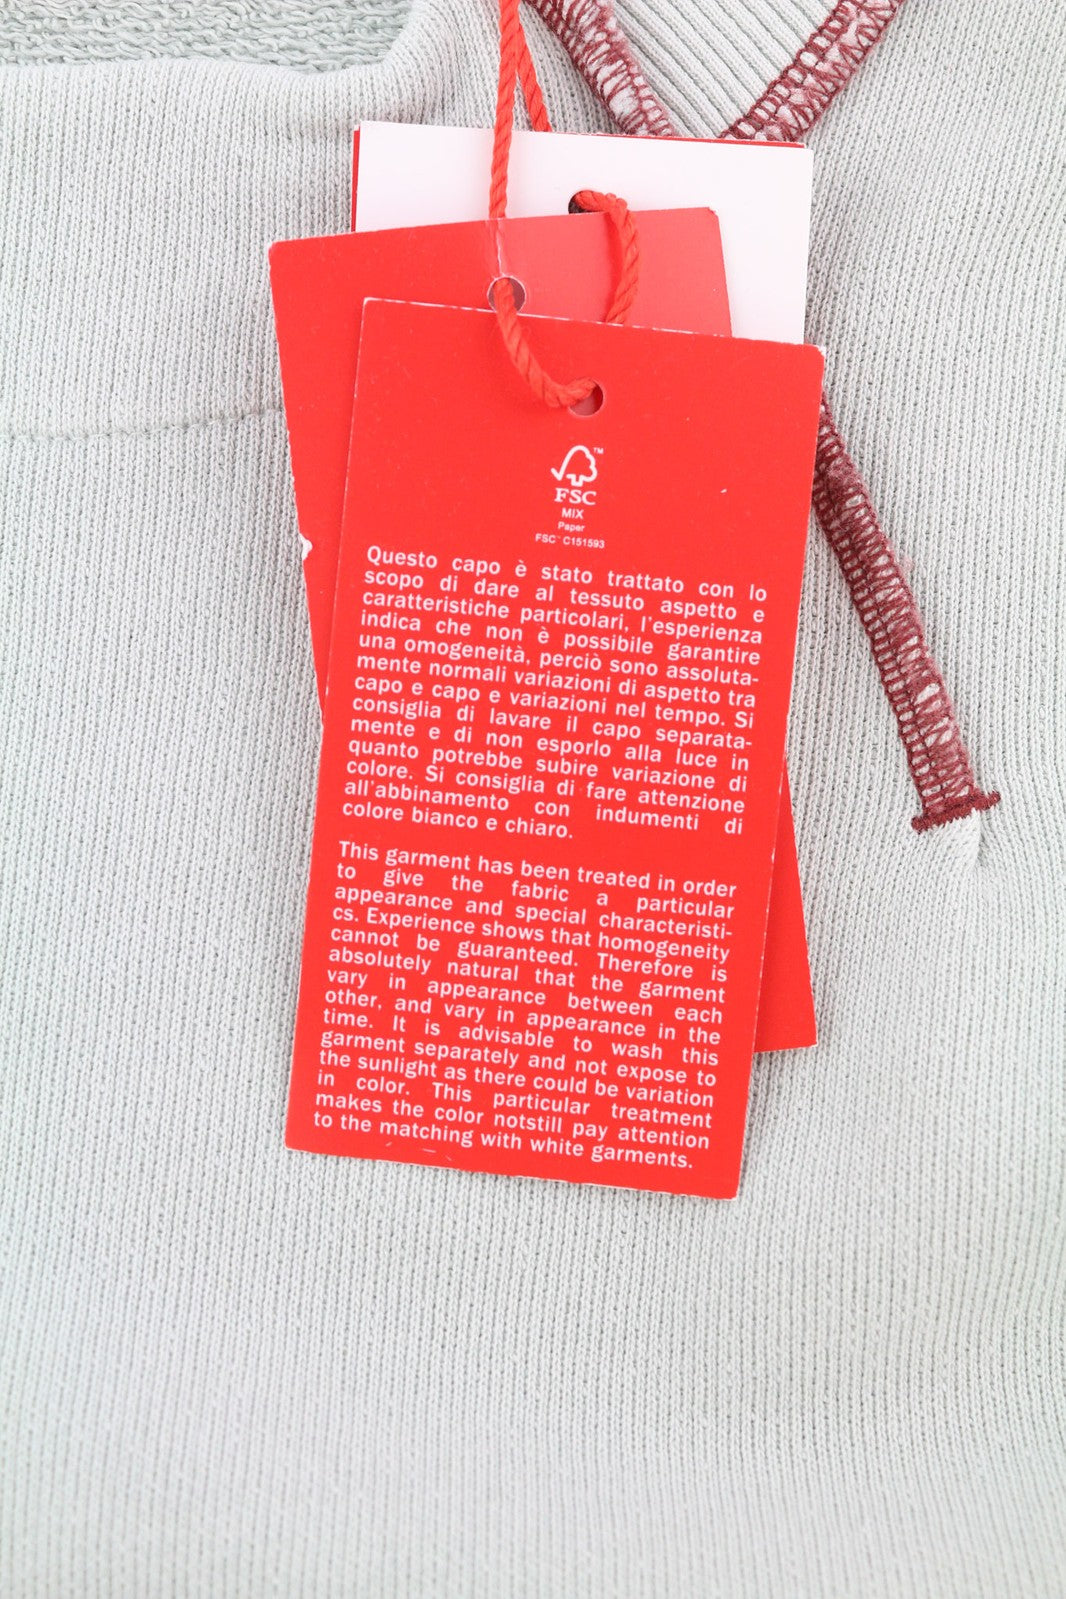 FSC™
MIX
Paper
FSC™ C151593
Questo capo è stato trattato con lo
scopo di dare al tessuto aspetto e
caratteristiche particolari, l'esperienza
indica che non è possibile garantire
una omogeneità, perciò sono assoluta-
mente normali variazioni di aspetto tra
capo e capo e variazioni nel tempo. Si
consiglia di lavare il capo separata-
mente e di non esporlo alla luce in
quanto potrebbe subire variazione di
colore. Si consiglia di fare attenzione
all'abbinamento con indumenti di
colore bianco e chiaro.
This garment has been treated in order
to give the fabric a particular
appearance and special characteristi-
cs. Experience shows that homogeneity
cannot be guaranteed. Therefore is
absolutely natural that the garment
vary in appearance between each
other, and vary in appearance in the
time. It is advisable to wash this
garment separately and not expose to
the sunlight as there could be variation
in color. This particular treatment
makes the color notstill pay attention
to the matching with white garments.